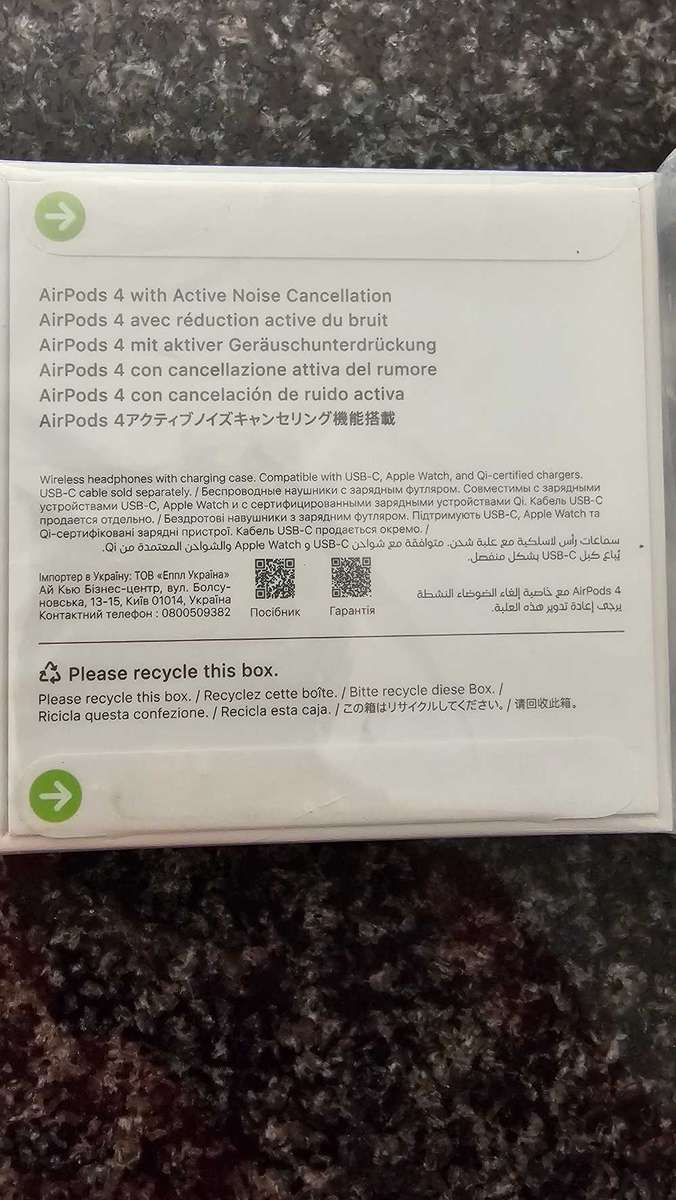 AirPods 4 with Active Noise Cancellation
AirPods 4 avec réduction active du bruit
AirPods 4 mit aktiver Geräuschunterdrückung
AirPods 4 con cancellazione attiva del rumore
AirPods 4 con cancelación de ruido activa
AirPods 4アクティブノイズキャンセリング機能搭載
Wireless headphones with charging case. Compatible with USB-C, Apple Watch, and Qi-certified chargers.
USB-C cable sold separately. / Беспроводные наушники с зарядным футляром. Совместимы с зарядными
устройствами USB-C, Apple Watch и с сертифицированными зарядными устройствами Qi. Кабель USB-C
продается отдельно. / Бездротові навушники з зарядним футляром. Підтримують USB-C, Apple Watch та
Qi-сертифіковані зарядні пристрої. Кабель USB-C продається окремо. /
سماعات رأس لاسلكية مع علبة شحن. متوافقة مع شواحن USB-C و Apple Watch والشواحن المعتمدة من Qi.
يُباع كبل USB-C بشكل منفصل.
Імпортер в Україну: ТОВ «Еппл Україна»
Ай Кью Бізнес-центр, вул. Болсу-
новська, 13-15, Київ 01014, Україна
Контактний телефон : 0800509382
Посібник
Гарантія
AirPods 4 مع خاصية إلغاء الضوضاء النشطة
يرجى إعادة تدوير هذه العلبة.
Please recycle this box.
Please recycle this box. / Recyclez cette boîte. / Bitte recycle diese Box. /
Ricicla questa confezione. / Recicla esta caja. / この箱はリサイクルしてください。/ 请回收此箱。